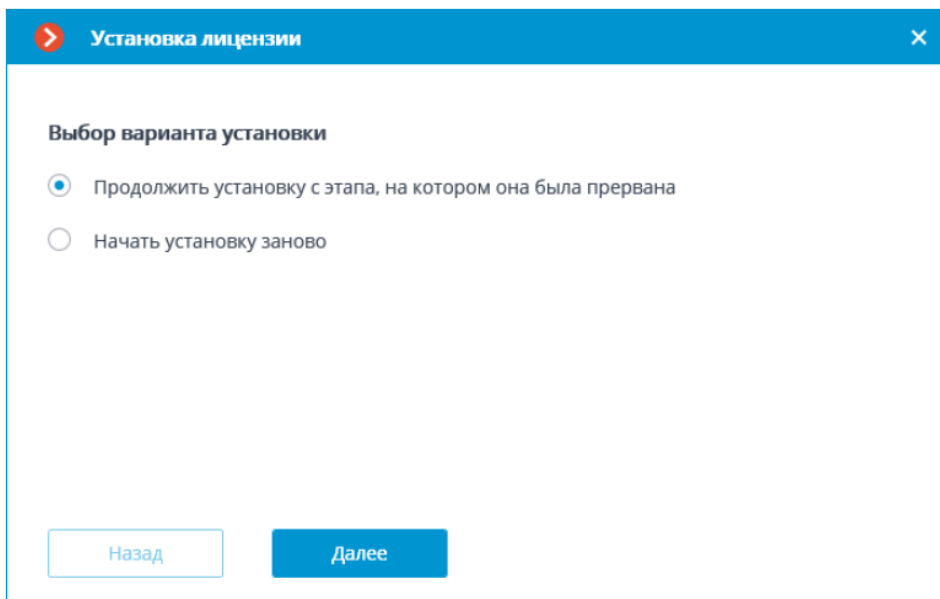 Установка лицензии
Выбор варианта установки
Продолжить установку с этапа, на котором она была прервана
Начать установку заново
Назад
Далее